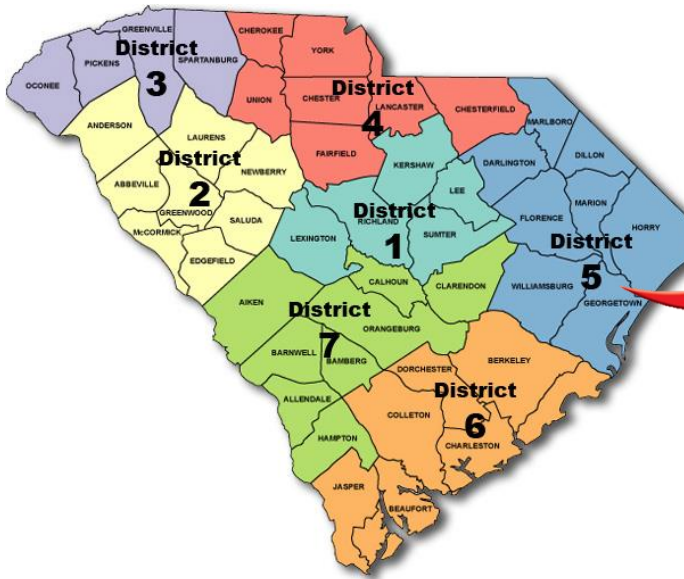 GREENVILLE
CHEROKEE
YORK
District
3
PICKENS
SPARTANBURG
OCONEE
UNION
CHESTER
District
4
LANCASTER
CHESTERFIELD
MARLBORO
ANDERSON
LAURENS
FAIRFIELD
KERSHAW
DARLINGTON
DILLON
District
2
NEWBERRY
ABBEVILLE
GREENWOOD
LEE
MARION
SALUDA
McCORMICK
EDGEFIELD
LEXINGTON
District
RICHLAND
1
SUMTER
FLORENCE
HORRY
District
5
AIKEN
CALHOUN
CLARENDON
WILLIAMSBURG
GEORGETOWN
District
7
ORANGEBURG
BARNWELL
BAMBERG
DORCHESTER
BERKELEY
ALLENDALE
COLLETON
District
6
CHARLESTON
HAMPTON
JASPER
BEAUFORT